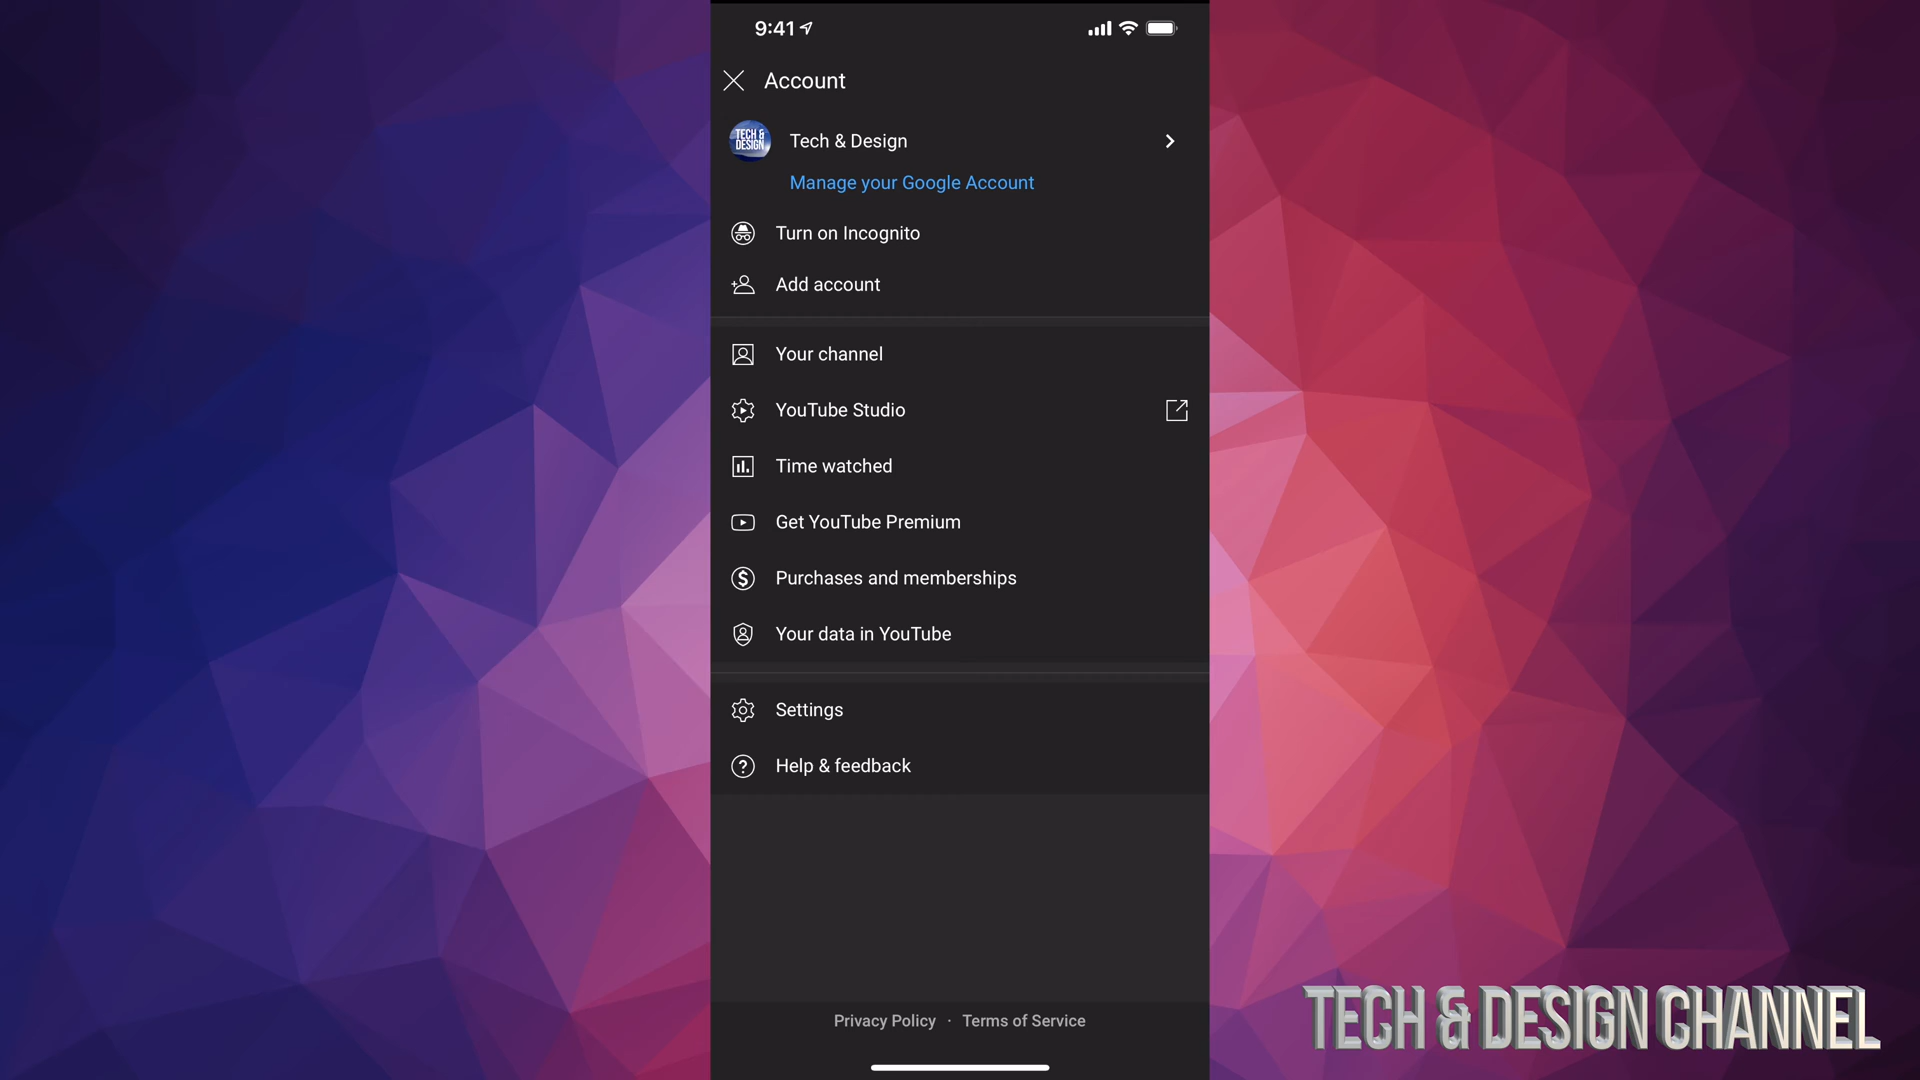 9:41
Account
TECH &
DESIGN
Tech & Design
Manage your Google Account
Turn on Incognito
Add account
Your channel
YouTube Studio
Time watched
Get YouTube Premium
Purchases and memberships
Your data in YouTube
Settings
Help & feedback
Privacy Policy · Terms of Service
TECH & DESIGN CHANNEL